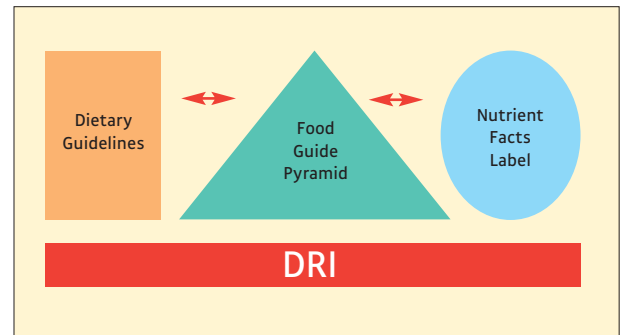 Dietary
Guidelines
Food
Guide
Pyramid
Nutrient
Facts
Label
DRI